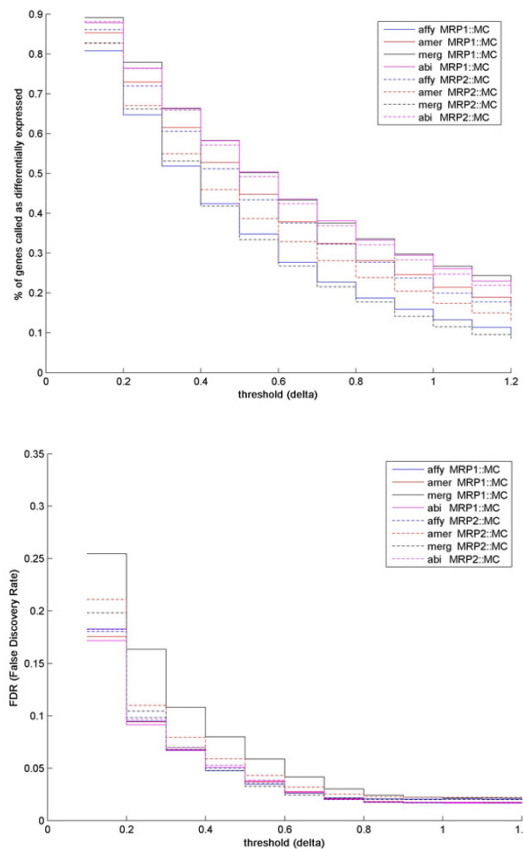 0.9
0.8
0.7
0.6
0.5
0.4
0.3
0.2
0.1
0
0
0.2
0.4
0.6
0.8
1
1.2
% of genes called as differentially expressed
threshold (delta)
affy MRP1::MC
amer MRP1::MC
merg MRP1::MC
abi MRP1::MC
affy MRP2::MC
amer MRP2::MC
merg MRP2::MC
abi MRP2::MC
0.35
0.3
0.25
0.2
0.15
0.1
0.05
0
0
0.2
0.4
0.6
0.8
1
1.2
FDR (False Discovery Rate)
threshold (delta)
affy MRP1::MC
amer MRP1::MC
merg MRP1::MC
abi MRP1::MC
affy MRP2::MC
amer MRP2::MC
merg MRP2::MC
abi MRP2::MC